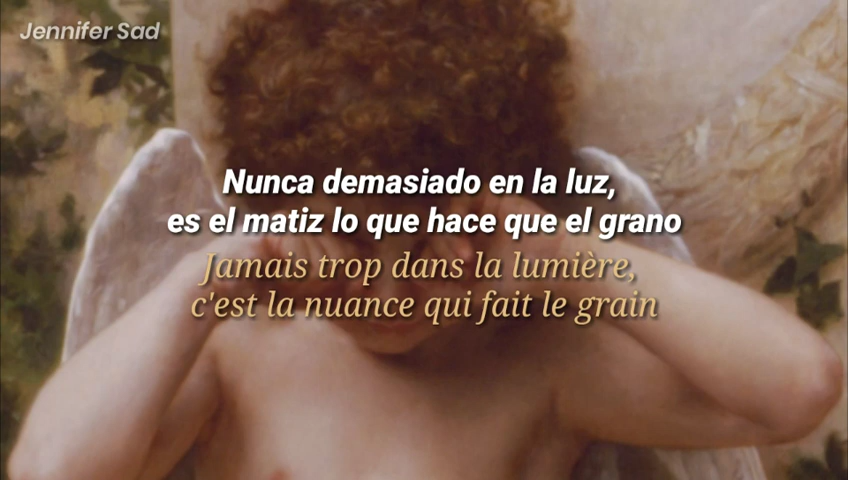 Jennifer Sad
Nunca demasiado en la luz,
es el matiz lo que hace que el grano
Jamais trop dans la lumière,
c'est la nuance qui fait le grain